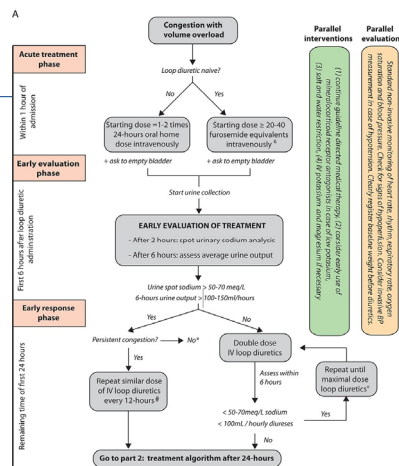 A
Congestion with
volume overload
Parallel
interventions
Parallel
evaluation
Acute treatment
phase
Within 1 hour of
admission
Loop diuretic naive?
No
Yes
Starting dose =1-2 times
24-hours oral home
dose intravenously
Starting dose ≥ 20-40
furosemide equivalents
intravenously &
+ ask to empty bladder
+ ask to empty bladder
(1) continue guideline directed medical therapy, (2) consider early use of
mineralocorticoid receptor antagonists in case of low potassium,
(3) salt and water restriction, (4) IV potassium and magnesium if necessary
Standard non-invasive monitoring of heart rate, rhythm, respiratory rate, oxygen
saturation and blood pressure. Check for signs of hypoperfusion. Consider invasive BP
measurement in case of hypotension. Clearly register baseline weight before diuretics.
Early evaluation
phase
First 6 hours after loop diuretic
administration
Start urine collection
EARLY EVALUATION OF TREATMENT
- After 2 hours: spot urinary sodium analysis
- After 6 hours: assess average urine output
Urine spot sodium > 50-70 meq/L
6-hours urine output > 100-150ml/hours
Early response
phase
Remaining time of first 24 hours
Yes
No
Persistent congestion?
No*
Double dose
IV loop diuretics
Yes
Repeat similar dose
of IV loop diuretics
every 12-hours #
Assess within
6 hours
Repeat until
maximal dose
loop diuretics
< 50-70meq/L sodium
< 100mL / hourly diureses
Yes
No
Go to part 2: treatment algorithm after 24-hours